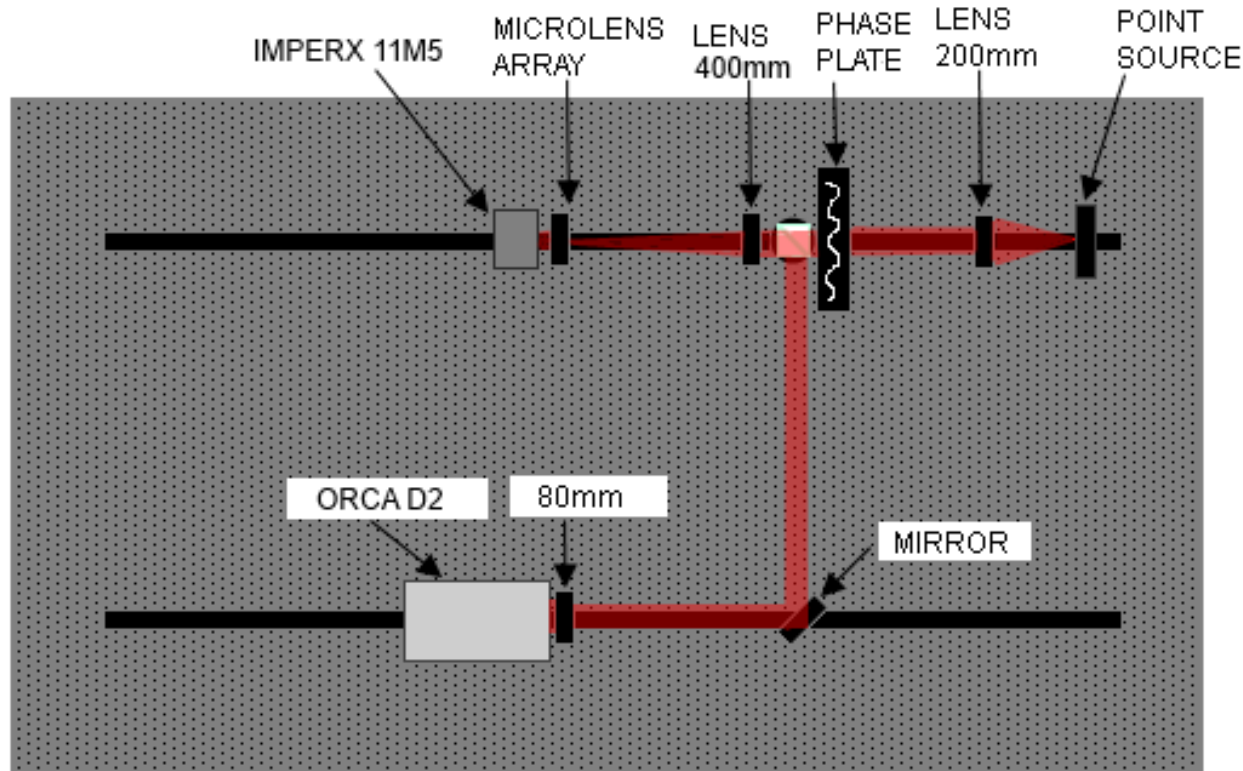 IMPERX 11M5
MICROLENS
ARRAY
LENS
400mm
PHASE
PLATE
LENS
200mm
POINT
SOURCE
ORCA D2
80mm
MIRROR